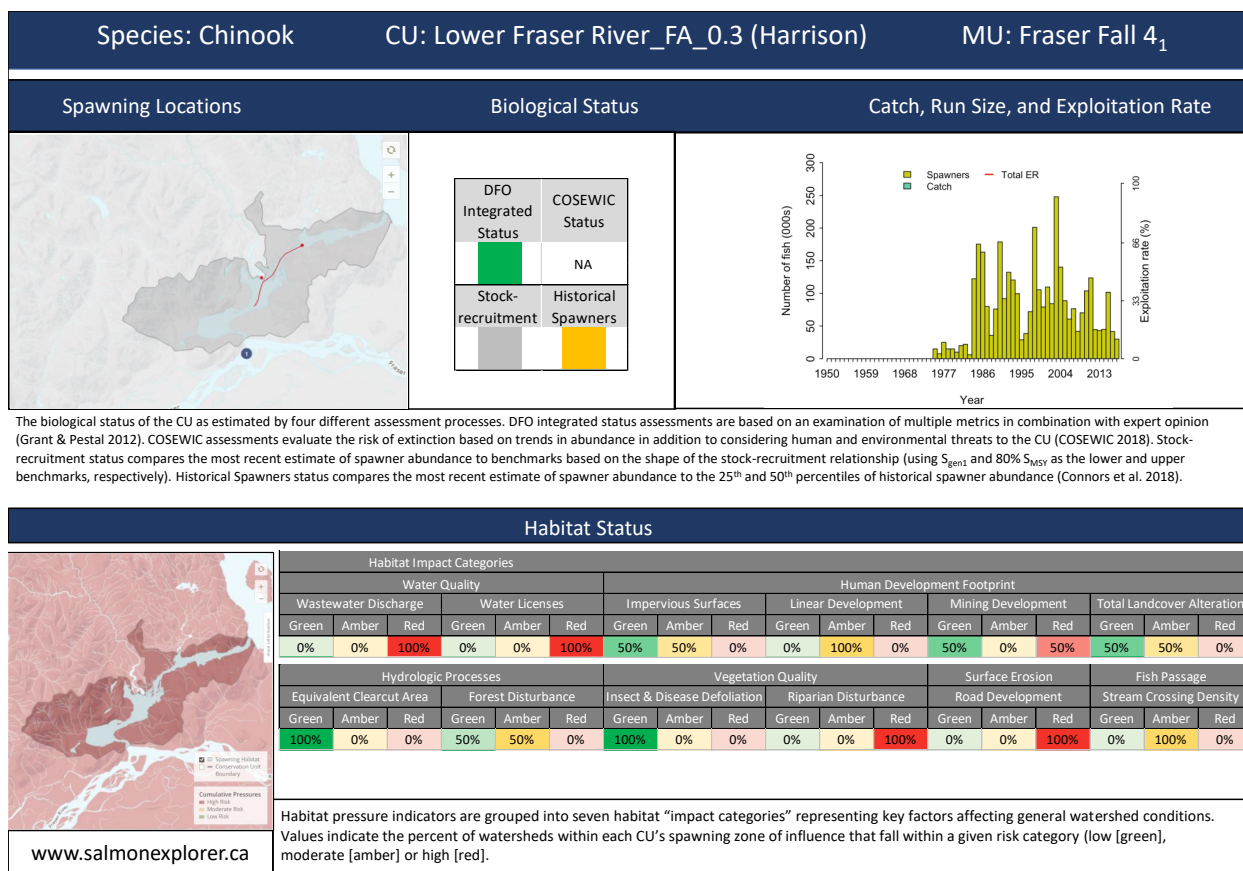 Species: Chinook CU: Lower Fraser River_FA_0.3 (Harrison) MU: Fraser Fall 4₁
Spawning Locations Biological Status Catch, Run Size, and Exploitation Rate
+
−
1
Fraser
DFO Integrated Status
COSEWIC Status
NA
Stock-recruitment
Historical Spawners
Spawners
Catch
Total ER
Number of fish (000s)
300
250
200
150
100
50
0
Exploitation rate (%)
100
66
33
0
1950 1959 1968 1977 1986 1995 2004 2013
Year
The biological status of the CU as estimated by four different assessment processes. DFO integrated status assessments are based on an examination of multiple metrics in combination with expert opinion
(Grant & Pestal 2012). COSEWIC assessments evaluate the risk of extinction based on trends in abundance in addition to considering human and environmental threats to the CU (COSEWIC 2018). Stock-
recruitment status compares the most recent estimate of spawner abundance to benchmarks based on the shape of the stock-recruitment relationship (using Sgen1 and 80% SMSY as the lower and upper
benchmarks, respectively). Historical Spawners status compares the most recent estimate of spawner abundance to the 25th and 50th percentiles of historical spawner abundance (Connors et al. 2018).
Habitat Status
Spawning Habitat
Conservation Unit
Boundary
Cumulative Pressures
High Risk
Moderate Risk
Low Risk
www.salmonexplorer.ca
Habitat Impact Categories
Water Quality Human Development Footprint
Wastewater Discharge Water Licenses Impervious Surfaces Linear Development Mining Development Total Landcover Alteration
Green Amber Red Green Amber Red Green Amber Red Green Amber Red Green Amber Red Green Amber Red
0% 0% 100% 0% 0% 100% 50% 50% 0% 0% 100% 0% 50% 0% 50% 50% 50% 0%
Hydrologic Processes Vegetation Quality Surface Erosion Fish Passage
Equivalent Clearcut Area Forest Disturbance Insect & Disease Defoliation Riparian Disturbance Road Development Stream Crossing Density
Green Amber Red Green Amber Red Green Amber Red Green Amber Red Green Amber Red Green Amber Red
100% 0% 0% 50% 50% 0% 100% 0% 0% 0% 0% 100% 0% 0% 100% 0% 100% 0%
Habitat pressure indicators are grouped into seven habitat “impact categories” representing key factors affecting general watershed conditions.
Values indicate the percent of watersheds within each CU’s spawning zone of influence that fall within a given risk category (low [green],
moderate [amber] or high [red].